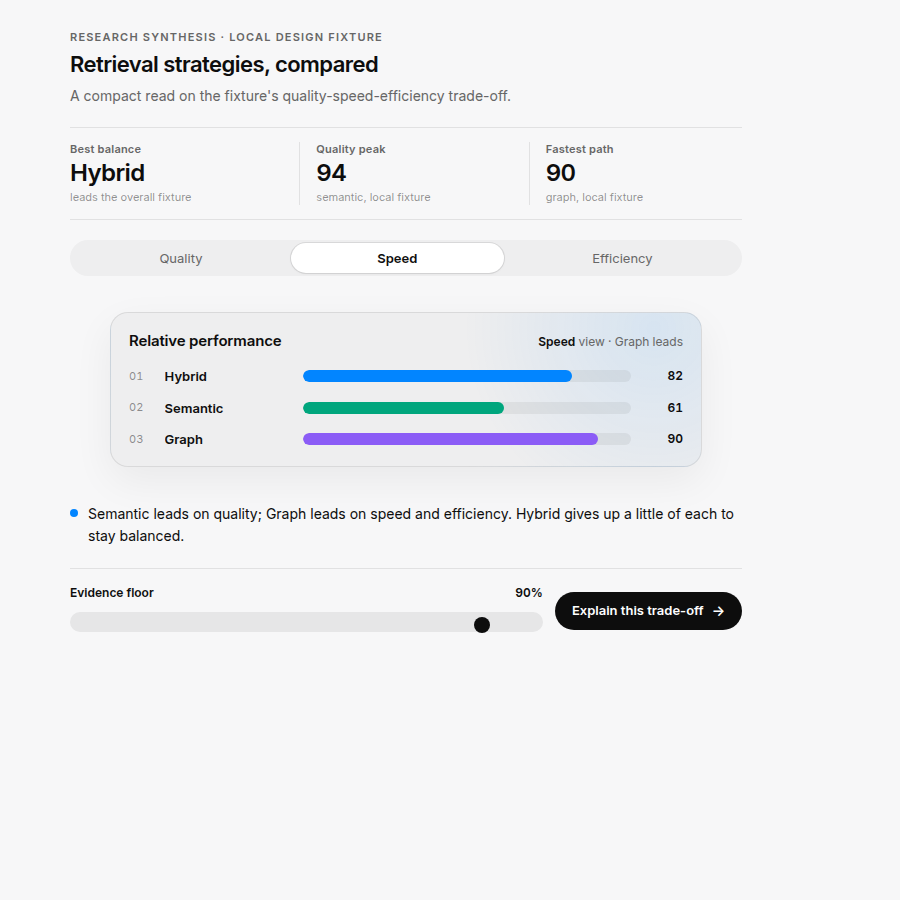 RESEARCH SYNTHESIS · LOCAL DESIGN FIXTURE
Retrieval strategies, compared
A compact read on the fixture's quality-speed-efficiency trade-off.
Best balance
Hybrid
leads the overall fixture
Quality peak
94
semantic, local fixture
Fastest path
90
graph, local fixture
Quality
Speed
Efficiency
Relative performance
Speed view · Graph leads
01 Hybrid 82
02 Semantic 61
03 Graph 90
Semantic leads on quality; Graph leads on speed and efficiency. Hybrid gives up a little of each to
stay balanced.
Evidence floor 90%
Explain this trade-off →